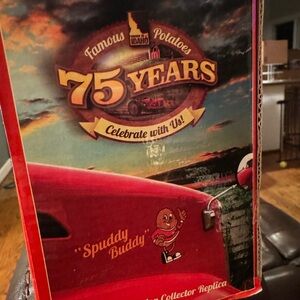 Famous Potatoes
IDAHO
75 YEARS
Celebrate with Us!
"Spuddy
Buddy"
Collector Replica